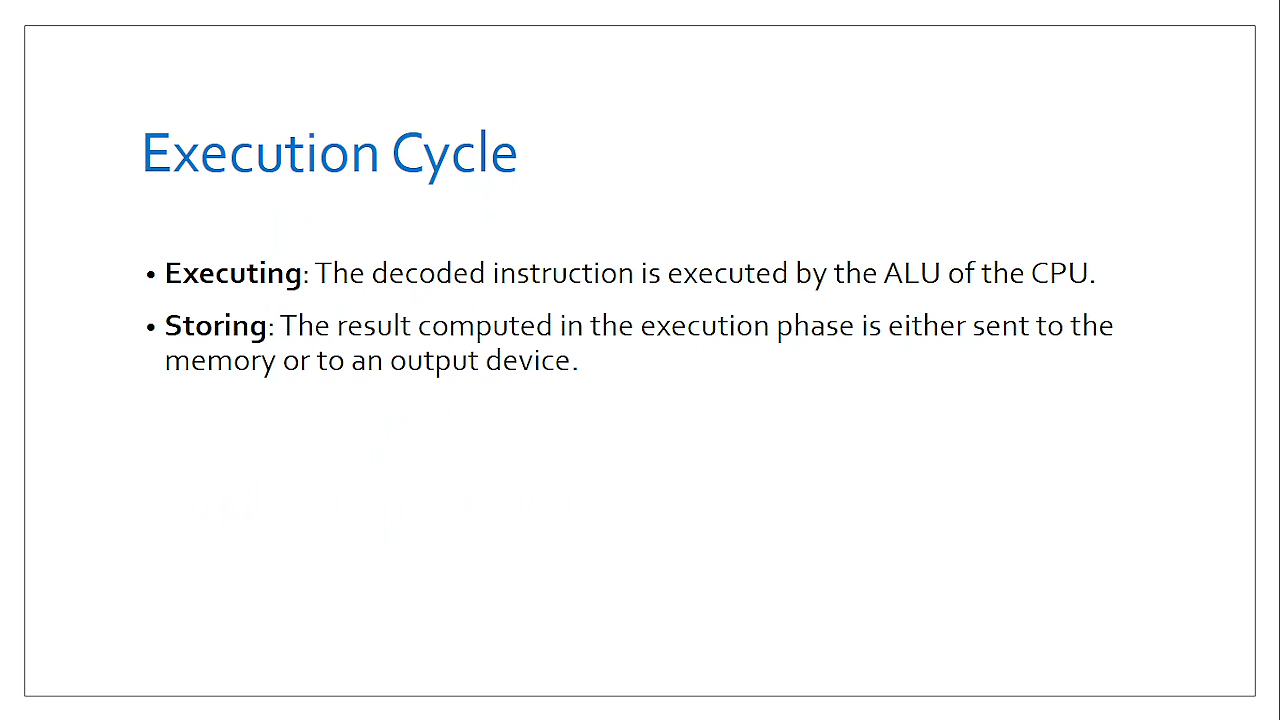 Execution Cycle
• Executing: The decoded instruction is executed by the ALU of the CPU.
• Storing: The result computed in the execution phase is either sent to the
memory or to an output device.